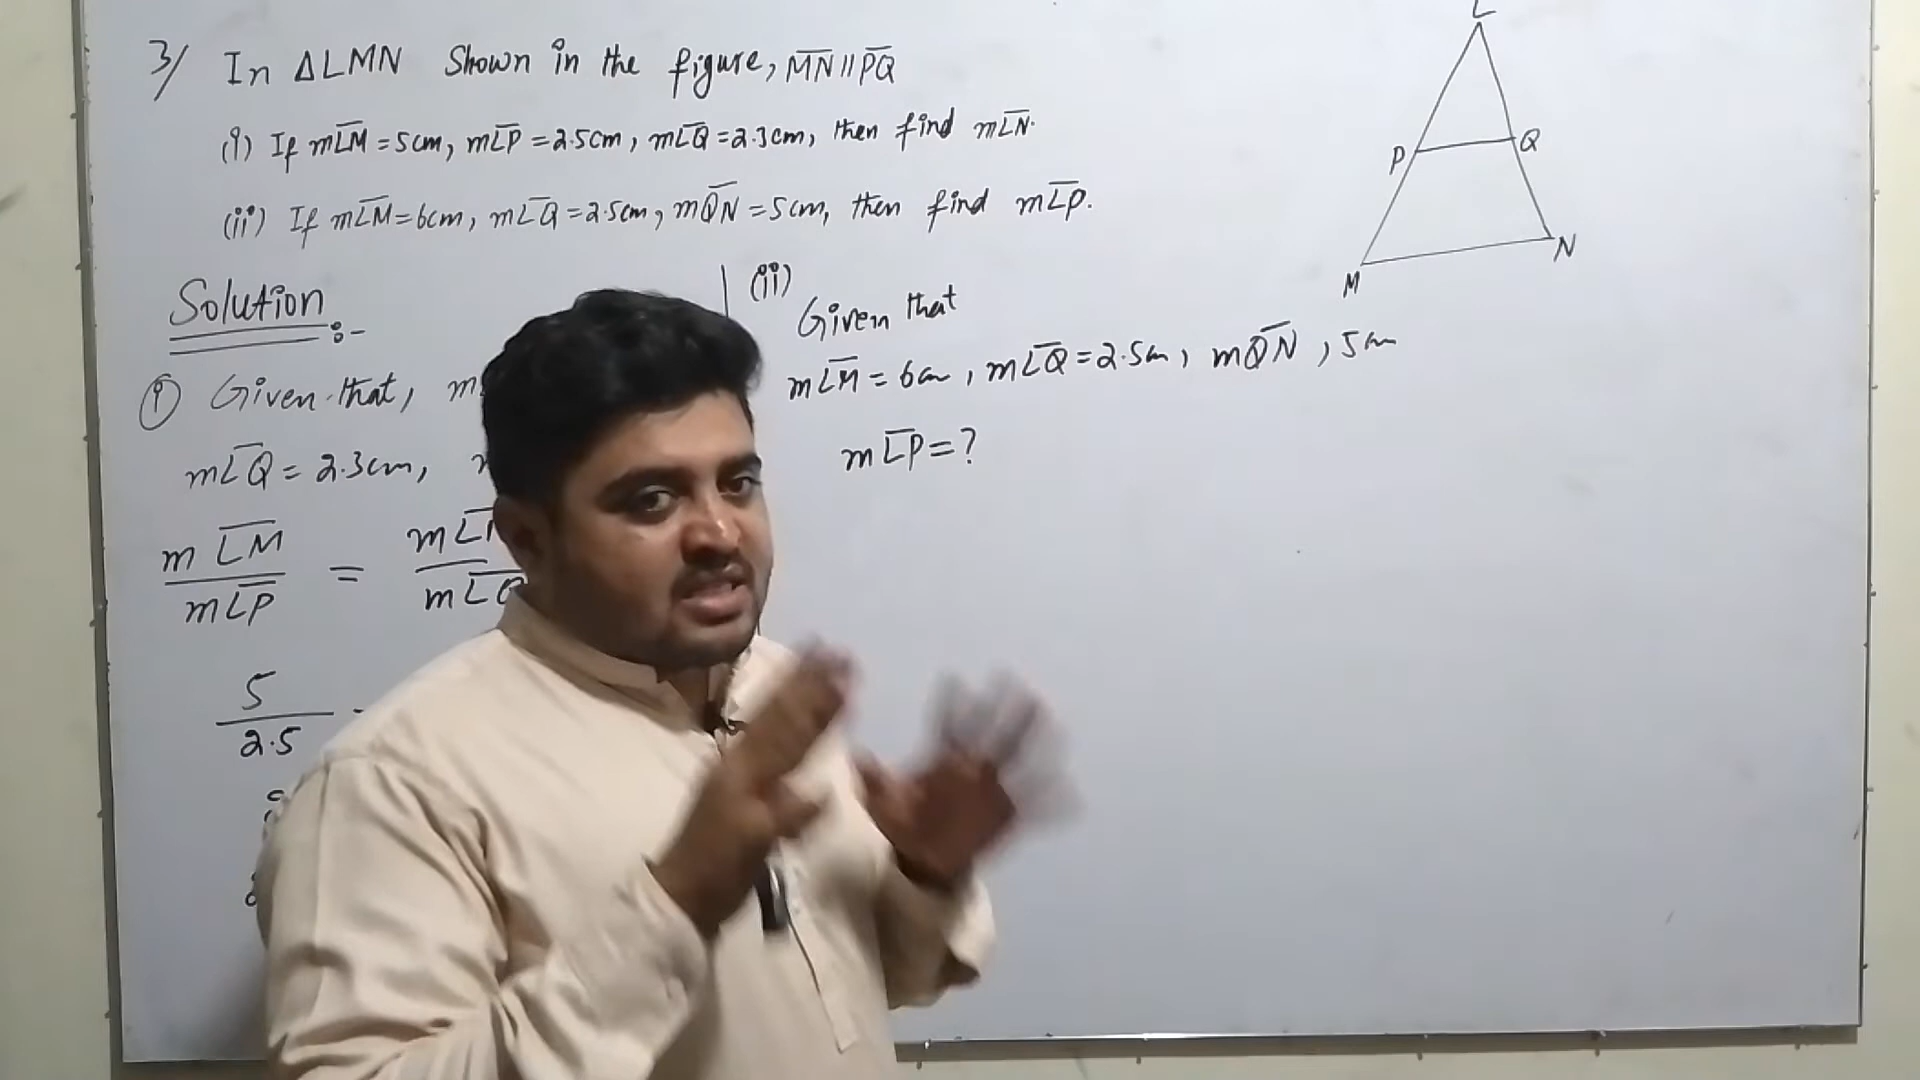 3/ In ΔLMN Shown in the figure, M̅N̅ ∥ P̅Q̅
(i) If mL̅M̅ = 5cm, mL̅P̅ = 2.5cm, mL̅Q̅ = 2.3cm, then find mL̅N̅.
(ii) If mL̅M̅ = 6cm, mL̅Q̅ = 2.5cm, mQ̅N̅ = 5cm, then find mL̅P̅.
L
P
Q
M
N
Solution :-
(i) Given that,
mL̅Q̅ = 2.3cm,
mL̅M̅ / mL̅P̅ =
5 / 2.5
(ii)
Given that
mL̅M̅ = 6cm, mL̅Q̅ = 2.5cm, mQ̅N̅, 5cm
mL̅P̅ = ?